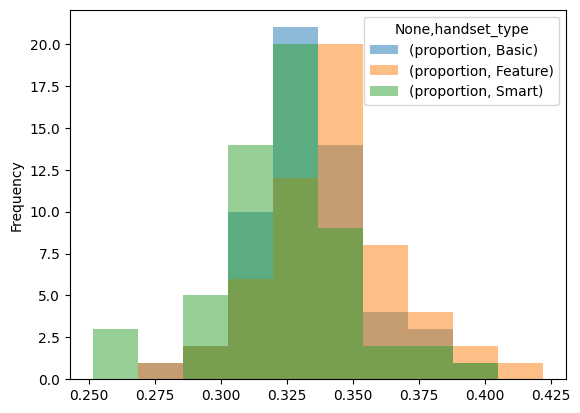 None,handset_type
(proportion, Basic)
(proportion, Feature)
(proportion, Smart)
Frequency
20.0
17.5
15.0
12.5
10.0
7.5
5.0
2.5
0.0
0.250 0.275 0.300 0.325 0.350 0.375 0.400 0.425